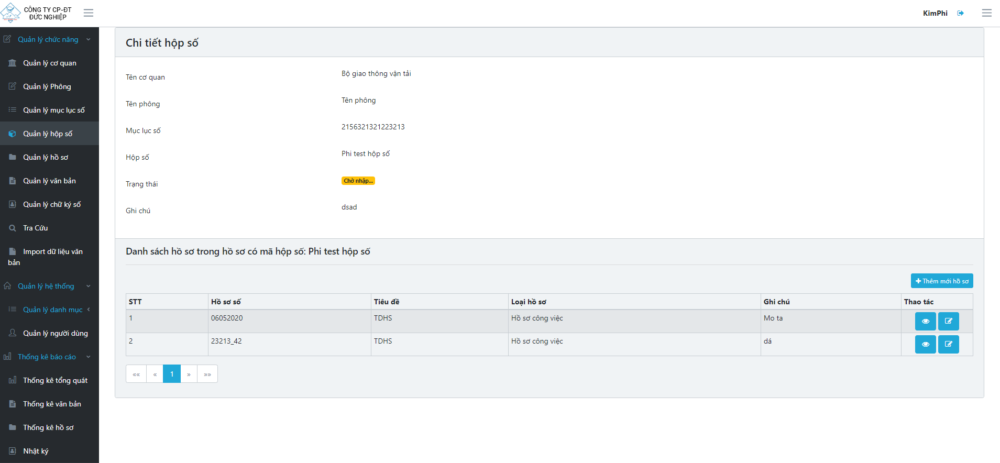 CÔNG TY CP-ĐT
ĐỨC NGHIỆP
KimPhi
Quản lý chức năng
Quản lý cơ quan
Quản lý Phông
Quản lý mục lục số
Quản lý hộp số
Quản lý hồ sơ
Quản lý văn bản
Quản lý chữ ký số
Tra Cứu
Import dữ liệu văn
bản
Quản lý hệ thống
Quản lý danh mục
Quản lý người dùng
Thống kê báo cáo
Thống kê tổng quát
Thống kê văn bản
Thống kê hồ sơ
Nhật ký
Chi tiết hộp số
Tên cơ quan Bộ giao thông vận tải
Tên phông Tên phông
Mục lục số 2156321321223213
Hộp số Phi test hộp số
Trạng thái Chờ nhập...
Ghi chú dsad
Danh sách hồ sơ trong hồ sơ có mã hộp số: Phi test hộp số
Thêm mới hồ sơ
STT Hồ sơ số Tiêu đề Loại hồ sơ Ghi chú Thao tác
1 06052020 TDHS Hồ sơ công việc Mo ta
2 23213_42 TDHS Hồ sơ công việc dá
«« « 1 » »»